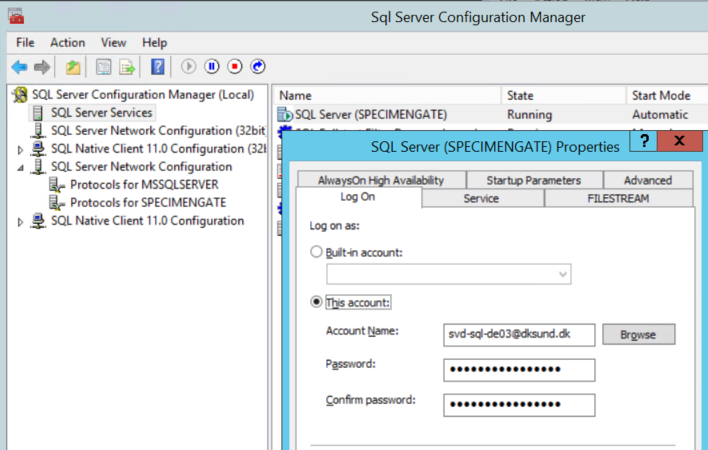 Sql Server Configuration Manager
File Action View Help
SQL Server Configuration Manager (Local)
SQL Server Services
SQL Server Network Configuration (32bit
SQL Native Client 11.0 Configuration (32
SQL Server Network Configuration
Protocols for MSSQLSERVER
Protocols for SPECIMENGATE
SQL Native Client 11.0 Configuration
Name State Start Mode
SQL Server (SPECIMENGATE) Running Automatic
SQL Server (SPECIMENGATE) Properties ? x
AlwaysOn High Availability Startup Parameters Advanced
Log On Service FILESTREAM
Log on as:
Built-in account:
This account:
Account Name: svd-sql-de03@dksund.dk Browse
Password: ••••••••••••••••
Confirm password: ••••••••••••••••